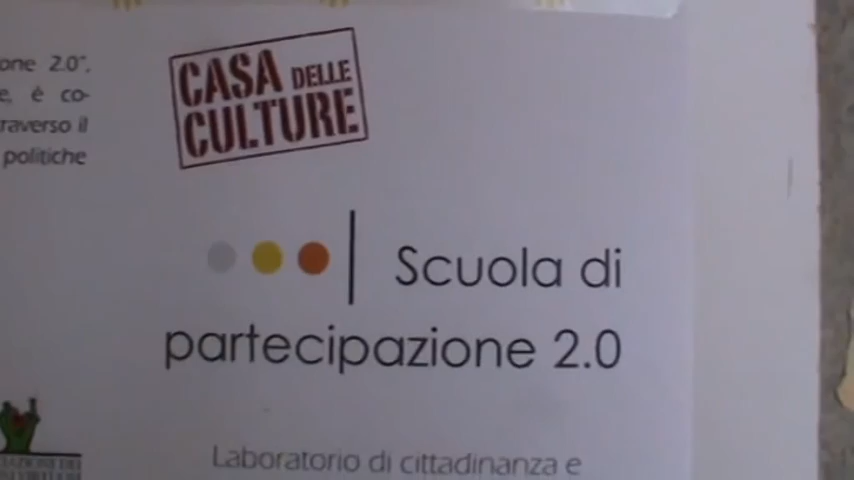 one 2.0",
e, è co-
raverso il
politiche
CASA DELLE
CULTURE
Scuola di
partecipazione 2.0
Laboratorio di cittadinanza e